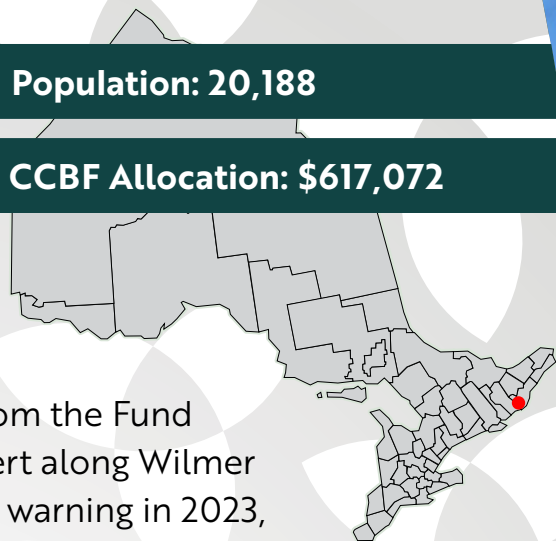 Population: 20,188
CCBF Allocation: $617,072
om the Fund
ert along Wilmer
warning in 2023,